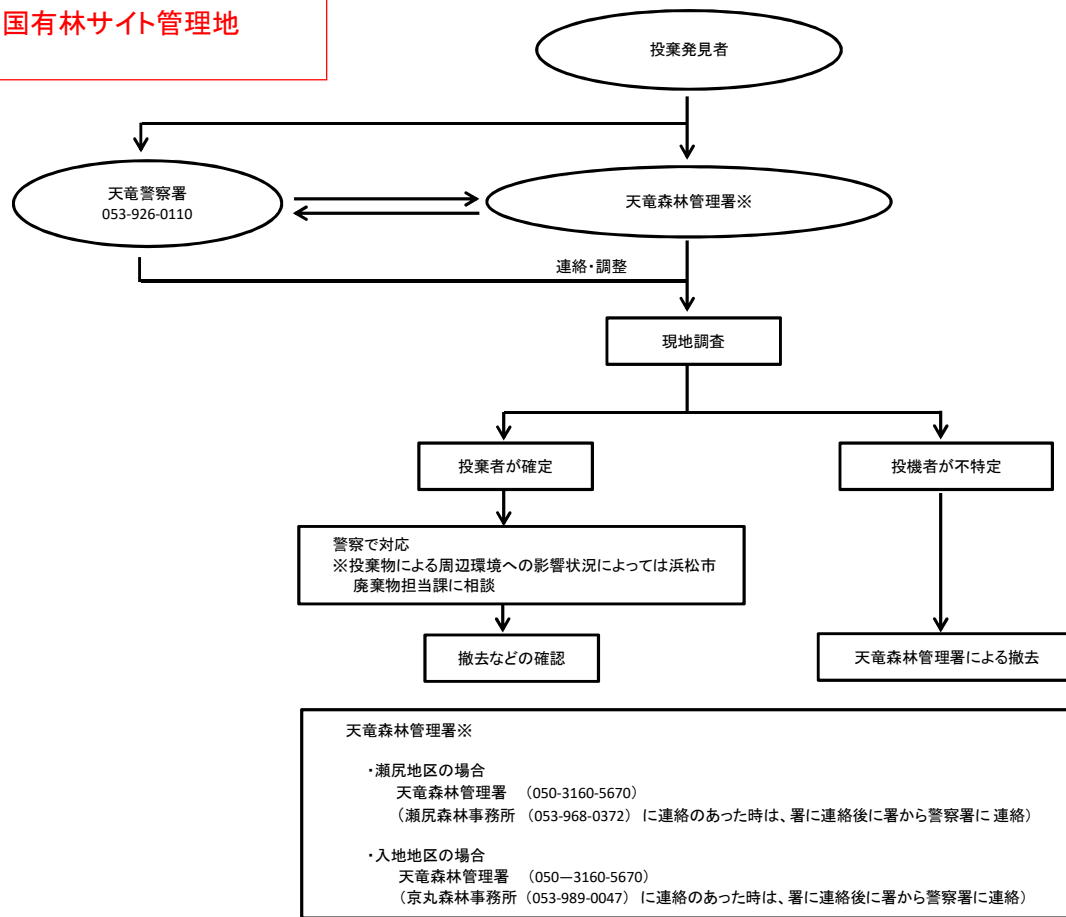 国有林サイト管理地
投棄発見者
天竜警察署
053-926-0110
天竜森林管理署※
連絡・調整
現地調査
投棄者が確定
投機者が不特定
警察で対応
※投棄物による周辺環境への影響状況によっては浜松市
廃棄物担当課に相談
撤去などの確認
天竜森林管理署による撤去
天竜森林管理署※
・瀬尻地区の場合
天竜森林管理署 （050-3160-5670）
（瀬尻森林事務所 （053-968-0372） に連絡のあった時は、署に連絡後に署から警察署に 連絡）
・入地地区の場合
天竜森林管理署 （050―3160-5670）
（京丸森林事務所 （053-989-0047） に連絡のあった時は、署に連絡後に署から警察署に連絡）